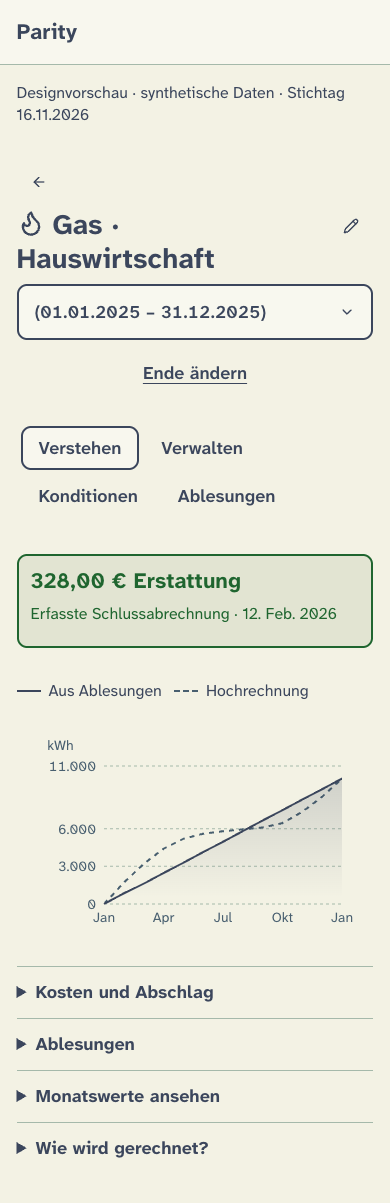 Parity
Designvorschau · synthetische Daten · Stichtag
16.11.2026
←
Gas ·
Hauswirtschaft
(01.01.2025 – 31.12.2025)
Ende ändern
Verstehen Verwalten
Konditionen Ablesungen
328,00 € Erstattung
Erfasste Schlussabrechnung · 12. Feb. 2026
Aus Ablesungen Hochrechnung
kWh
11.000
6.000
3.000
0
Jan Apr Jul Okt Jan
Kosten und Abschlag
Ablesungen
Monatswerte ansehen
Wie wird gerechnet?